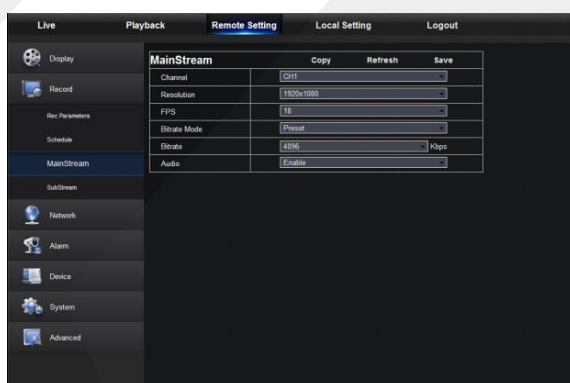 Live Playback Remote Setting Local Setting Logout
Display
Record
Rec Parameters
Schedule
MainStream
SubStream
Network
Alarm
Device
System
Advanced
MainStream Copy Refresh Save
Channel CH1
Resolution 1920x1080
FPS 18
Bitrate Mode Preset
Bitrate 4096 Kbps
Audio Enable